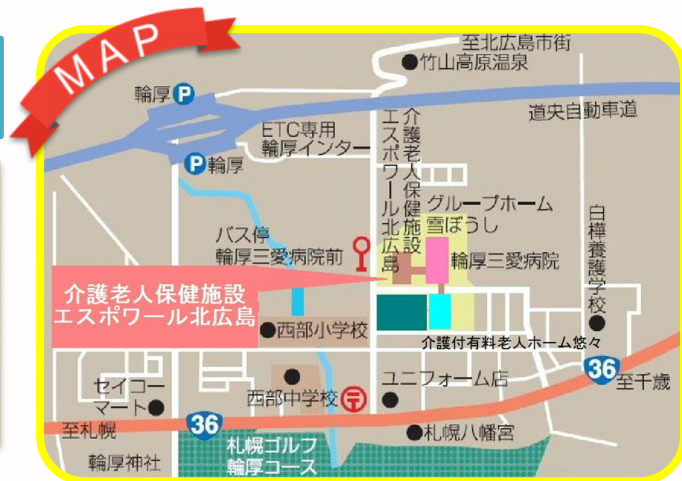 MAP
至北広島市街
竹山高原温泉
輪厚 P
道央自動車道
ETC専用
輪厚インター
P 輪厚
介護老人保健施設
エスポワール北広島
グループホーム
雪ぼうし
白樺養護学校
バス停
輪厚三愛病院前
輪厚三愛病院
介護老人保健施設
エスポワール北広島
西部小学校
介護付有料老人ホーム悠々
36
至千歳
セイコー
マート
西部中学校
ユニフォーム店
至札幌
36
札幌八幡宮
札幌ゴルフ
輪厚コース
輪厚神社